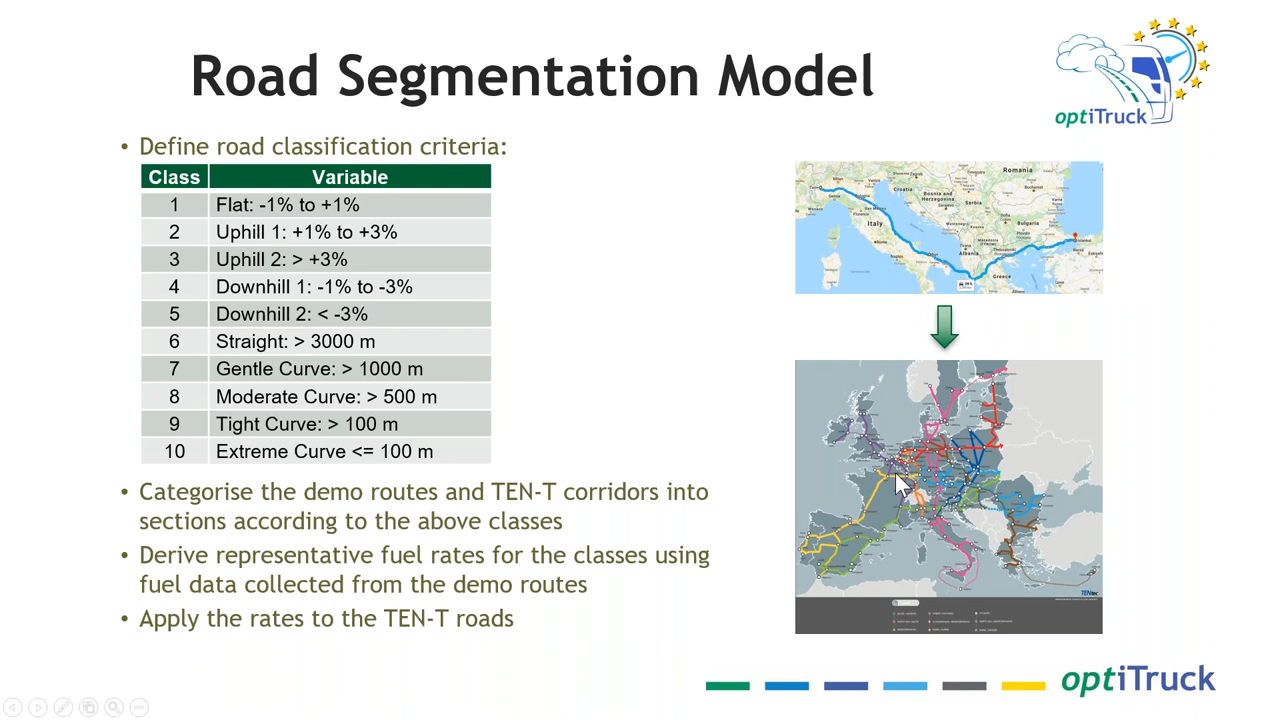 Road Segmentation Model
optiTruck
• Define road classification criteria:
Class Variable
1 Flat: -1% to +1%
2 Uphill 1: +1% to +3%
3 Uphill 2: > +3%
4 Downhill 1: -1% to -3%
5 Downhill 2: < -3%
6 Straight: > 3000 m
7 Gentle Curve: > 1000 m
8 Moderate Curve: > 500 m
9 Tight Curve: > 100 m
10 Extreme Curve <= 100 m
• Categorise the demo routes and TEN-T corridors into
sections according to the above classes
• Derive representative fuel rates for the classes using
fuel data collected from the demo routes
• Apply the rates to the TEN-T roads
Romania
Croatia
Bosnia and
Herzegovina
Serbia
Italy
Bulgaria
Albania
Greece
TENtec
optiTruck